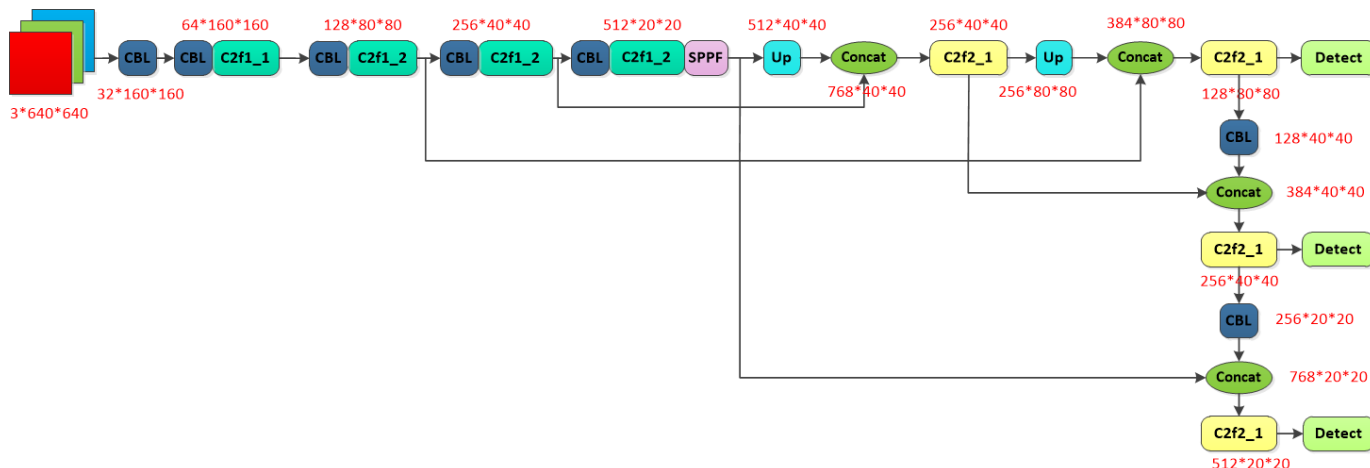 64*160*160
128*80*80
256*40*40
512*20*20
512*40*40
256*40*40
384*80*80
CBL
CBL
C2f1_1
CBL
C2f1_2
CBL
C2f1_2
CBL
C2f1_2
SPPF
Up
Concat
C2f2_1
Up
Concat
C2f2_1
Detect
32*160*160
768*40*40
256*80*80
128*80*80
3*640*640
CBL
128*40*40
Concat
384*40*40
C2f2_1
Detect
256*40*40
CBL
256*20*20
Concat
768*20*20
C2f2_1
Detect
512*20*20